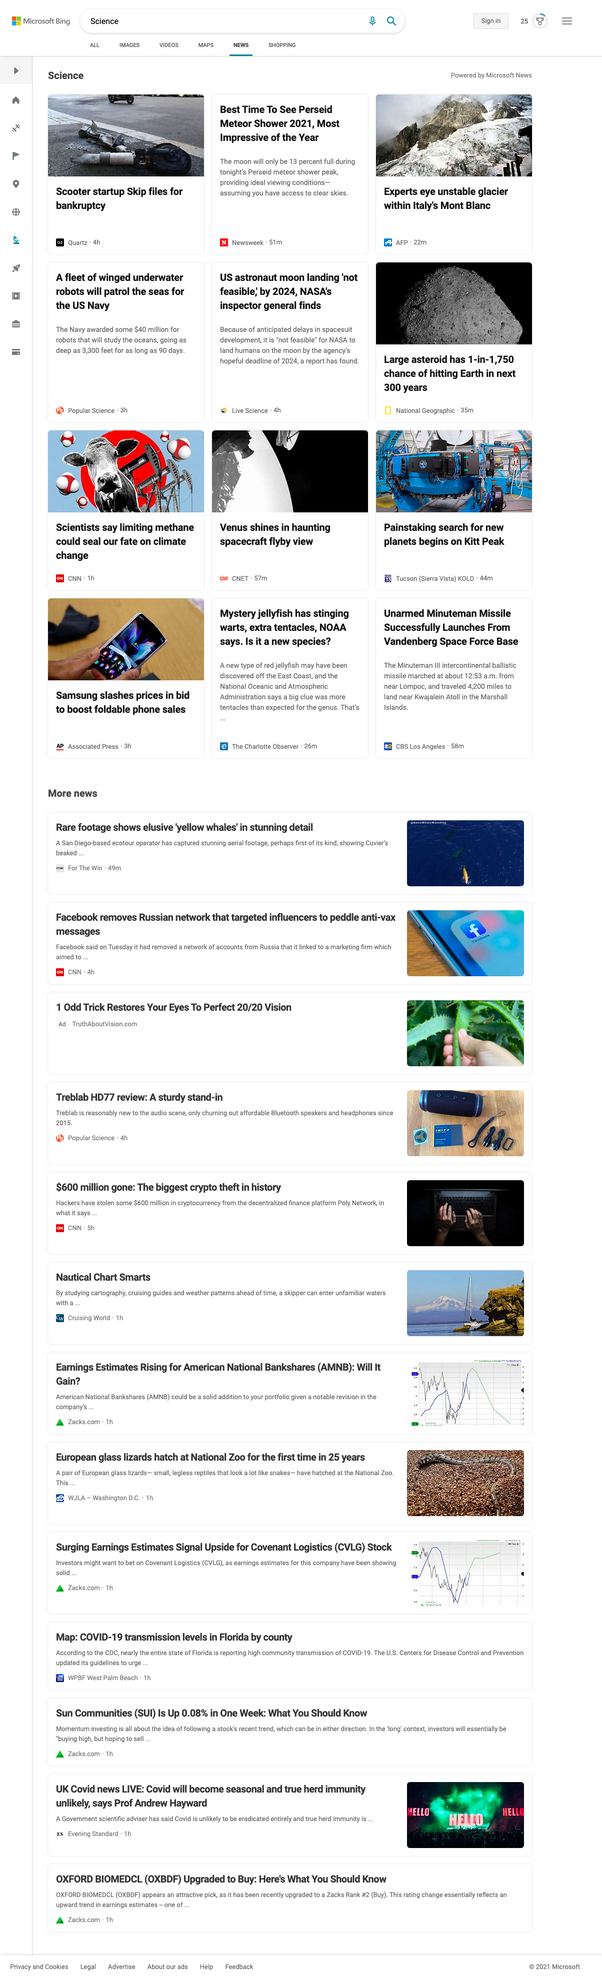 Microsoft Bing
Science
Sign in
25
ALL IMAGES VIDEOS MAPS NEWS SHOPPING
Science
Powered by Microsoft News
Scooter startup Skip files for
bankruptcy
Quartz · 4h
Best Time To See Perseid
Meteor Shower 2021, Most
Impressive of the Year
The moon will only be 13 percent full during
tonight's Perseid meteor shower peak,
providing ideal viewing conditions—
assuming you have access to clear skies.
Newsweek · 51m
Experts eye unstable glacier
within Italy's Mont Blanc
AFP · 22m
A fleet of winged underwater
robots will patrol the seas for
the US Navy
The Navy awarded some $40 million for
robots that will study the oceans, going as
deep as 3,300 feet for as long as 90 days.
Popular Science · 3h
US astronaut moon landing 'not
feasible,' by 2024, NASA's
inspector general finds
Because of anticipated delays in spacesuit
development, it is "not feasible" for NASA to
land humans on the moon by the agency's
hopeful deadline of 2024, a report has found.
Live Science · 4h
Large asteroid has 1-in-1,750
chance of hitting Earth in next
300 years
National Geographic · 35m
Scientists say limiting methane
could seal our fate on climate
change
CNN · 1h
Venus shines in haunting
spacecraft flyby view
CNET · 57m
Painstaking search for new
planets begins on Kitt Peak
Tucson (Sierra Vista) KOLD · 44m
Samsung slashes prices in bid
to boost foldable phone sales
AP Associated Press · 3h
Mystery jellyfish has stinging
warts, extra tentacles, NOAA
says. Is it a new species?
A new type of red jellyfish may have been
discovered off the East Coast, and the
National Oceanic and Atmospheric
Administration says a big clue was more
tentacles than expected for the genus. That's
...
The Charlotte Observer · 26m
Unarmed Minuteman Missile
Successfully Launches From
Vandenberg Space Force Base
The Minuteman III intercontinental ballistic
missile marched at about 12:53 a.m. from
near Lompoc, and traveled 4,200 miles to
land near Kwajalein Atoll in the Marshall
Islands.
CBS Los Angeles · 58m
More news
Rare footage shows elusive 'yellow whales' in stunning detail
A San Diego-based ecotour operator has captured stunning aerial footage, perhaps first of its kind, showing Cuvier's
beaked ...
For The Win · 49m
Facebook removes Russian network that targeted influencers to peddle anti-vax
messages
Facebook said on Tuesday it had removed a network of accounts from Russia that it linked to a marketing firm which
aimed to ...
CNN · 4h
1 Odd Trick Restores Your Eyes To Perfect 20/20 Vision
Ad TruthAboutVision.com
Treblab HD77 review: A sturdy stand-in
Treblab is reasonably new to the audio scene, only churning out affordable Bluetooth speakers and headphones since
2015.
Popular Science · 4h
$600 million gone: The biggest crypto theft in history
Hackers have stolen some $600 million in cryptocurrency from the decentralized finance platform Poly Network, in
what it says ...
CNN · 5h
Nautical Chart Smarts
By studying cartography, cruising guides and weather patterns ahead of time, a skipper can enter unfamiliar waters
with a ...
Cruising World · 1h
Earnings Estimates Rising for American National Bankshares (AMNB): Will It
Gain?
American National Bankshares (AMNB) could be a solid addition to your portfolio given a notable revision in the
company's ...
Zacks.com · 1h
European glass lizards hatch at National Zoo for the first time in 25 years
A pair of European glass lizards— small, legless reptiles that look a lot like snakes— have hatched at the National Zoo.
This ...
WJLA – Washington D.C. · 1h
Surging Earnings Estimates Signal Upside for Covenant Logistics (CVLG) Stock
Investors might want to bet on Covenant Logistics (CVLG), as earnings estimates for this company have been showing
solid ...
Zacks.com · 1h
Map: COVID-19 transmission levels in Florida by county
According to the CDC, nearly the entire state of Florida is reporting high community transmission of COVID-19. The U.S. Centers for Disease Control and Prevention
updated its guidelines to urge ...
WPBF West Palm Beach · 1h
Sun Communities (SUI) Is Up 0.08% in One Week: What You Should Know
Momentum investing is all about the idea of following a stock's recent trend, which can be in either direction. In the 'long' context, investors will essentially be
"buying high, but hoping to sell ...
Zacks.com · 1h
UK Covid news LIVE: Covid will become seasonal and true herd immunity
unlikely, says Prof Andrew Hayward
A Government scientific adviser has said Covid is unlikely to be eradicated entirely and true herd immunity is ...
ES Evening Standard · 1h
HELLO HELLO HELLO
OXFORD BIOMEDCL (OXBDF) Upgraded to Buy: Here's What You Should Know
OXFORD BIOMEDCL (OXBDF) appears an attractive pick, as it has been recently upgraded to a Zacks Rank #2 (Buy). This rating change essentially reflects an
upward trend in earnings estimates – one of ...
Zacks.com · 1h
Privacy and Cookies Legal Advertise About our ads Help Feedback
© 2021 Microsoft